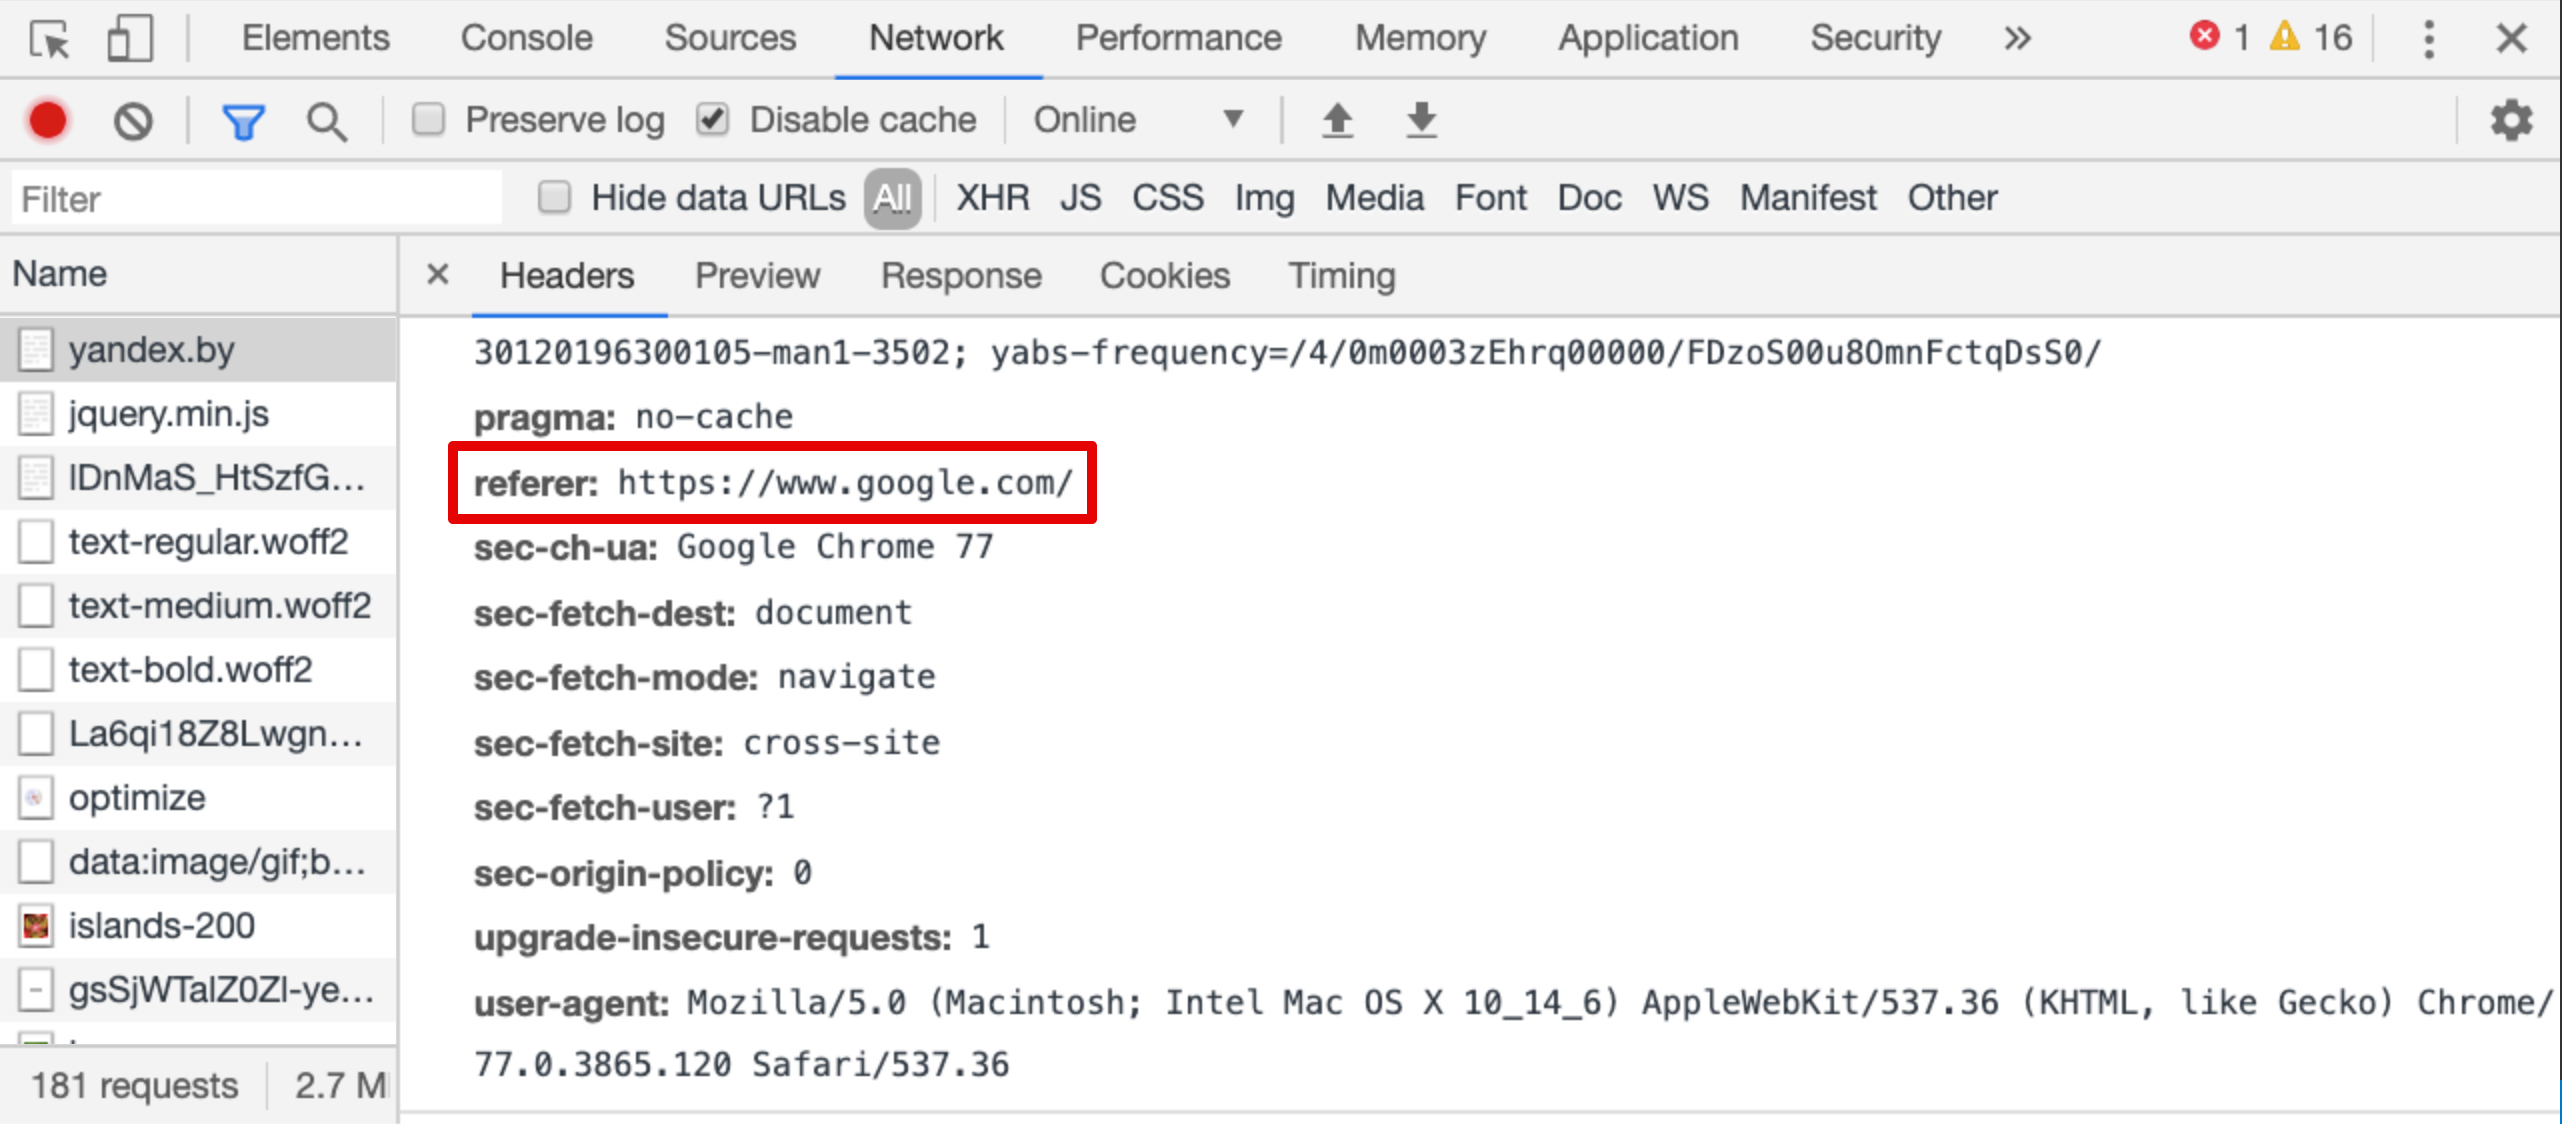 Elements Console Sources Network Performance Memory Application Security » 1 16
Preserve log Disable cache Online
Filter Hide data URLs All XHR JS CSS Img Media Font Doc WS Manifest Other
Name
yandex.by
jquery.min.js
lDnMaS_HtSzfG...
text-regular.woff2
text-medium.woff2
text-bold.woff2
La6qi18Z8Lwgn...
optimize
data:image/gif;b...
islands-200
gsSjWTaIZ0ZI-ye...
181 requests 2.7 M
× Headers Preview Response Cookies Timing
30120196300105-man1-3502; yabs-frequency=/4/0m0003zEhrq00000/FDzoS00u8OmnFctqDsS0/
pragma: no-cache
referer: https://www.google.com/
sec-ch-ua: Google Chrome 77
sec-fetch-dest: document
sec-fetch-mode: navigate
sec-fetch-site: cross-site
sec-fetch-user: ?1
sec-origin-policy: 0
upgrade-insecure-requests: 1
user-agent: Mozilla/5.0 (Macintosh; Intel Mac OS X 10_14_6) AppleWebKit/537.36 (KHTML, like Gecko) Chrome/
77.0.3865.120 Safari/537.36